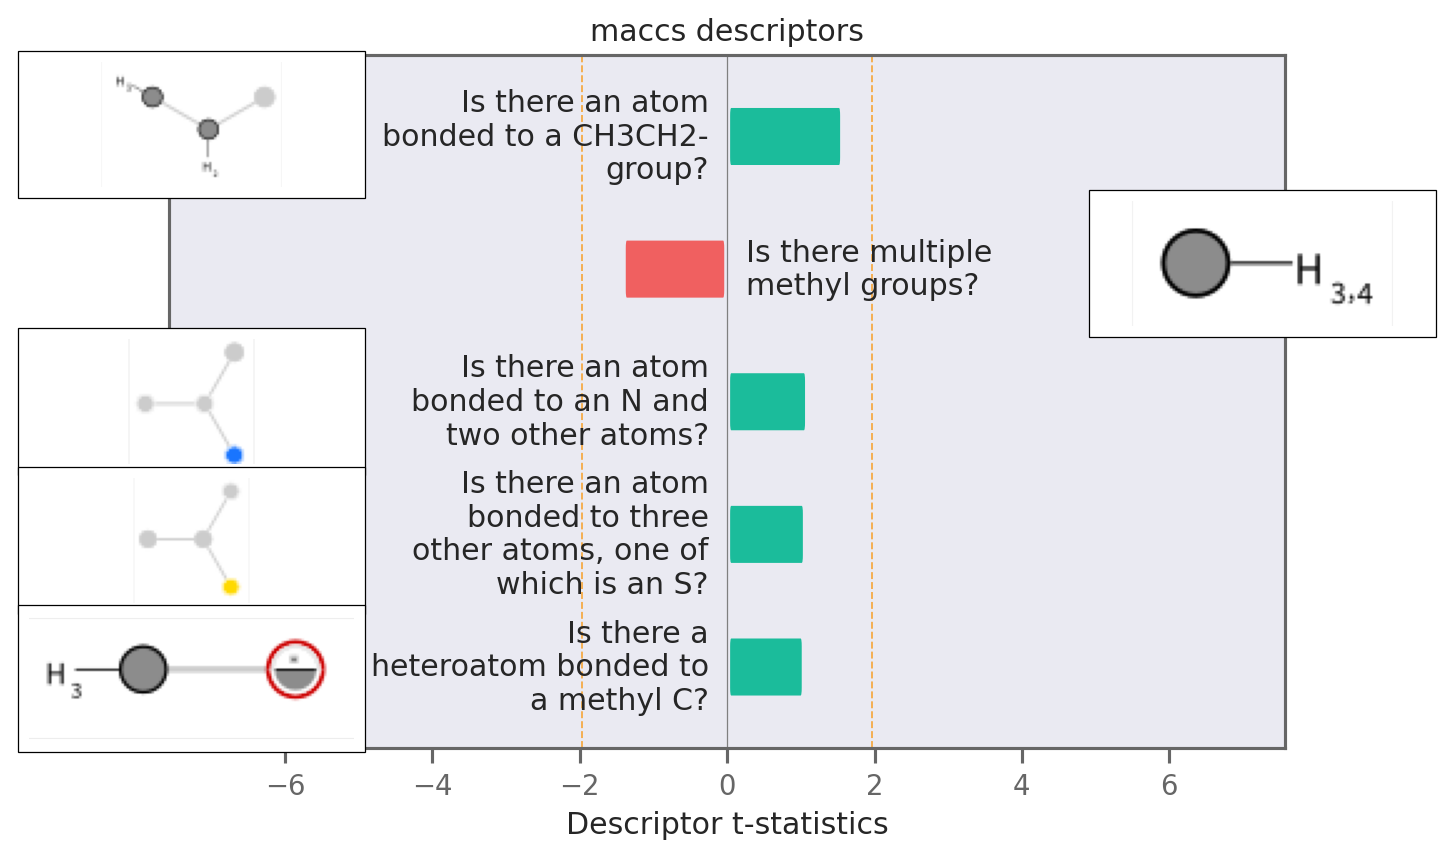 maccs descriptors
H3
H2
Is there an atom
bonded to a CH3CH2-
group?
Is there multiple
methyl groups?
H 3,4
Is there an atom
bonded to an N and
two other atoms?
Is there an atom
bonded to three
other atoms, one of
which is an S?
H3
Is there a
heteroatom bonded to
a methyl C?
−6 −4 −2 0 2 4 6
Descriptor t-statistics